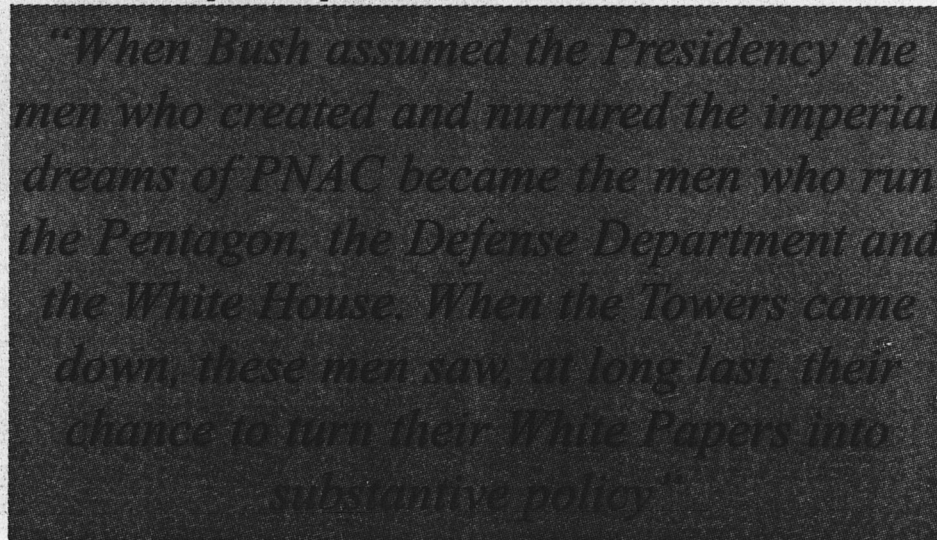 “When Bush assumed the Presidency the
men who created and nurtured the imperial
dreams of PNAC became the men who run
the Pentagon, the Defense Department and
the White House. When the Towers came
down, these men saw, at long last, their
chance to turn their White Papers into
substantive policy“